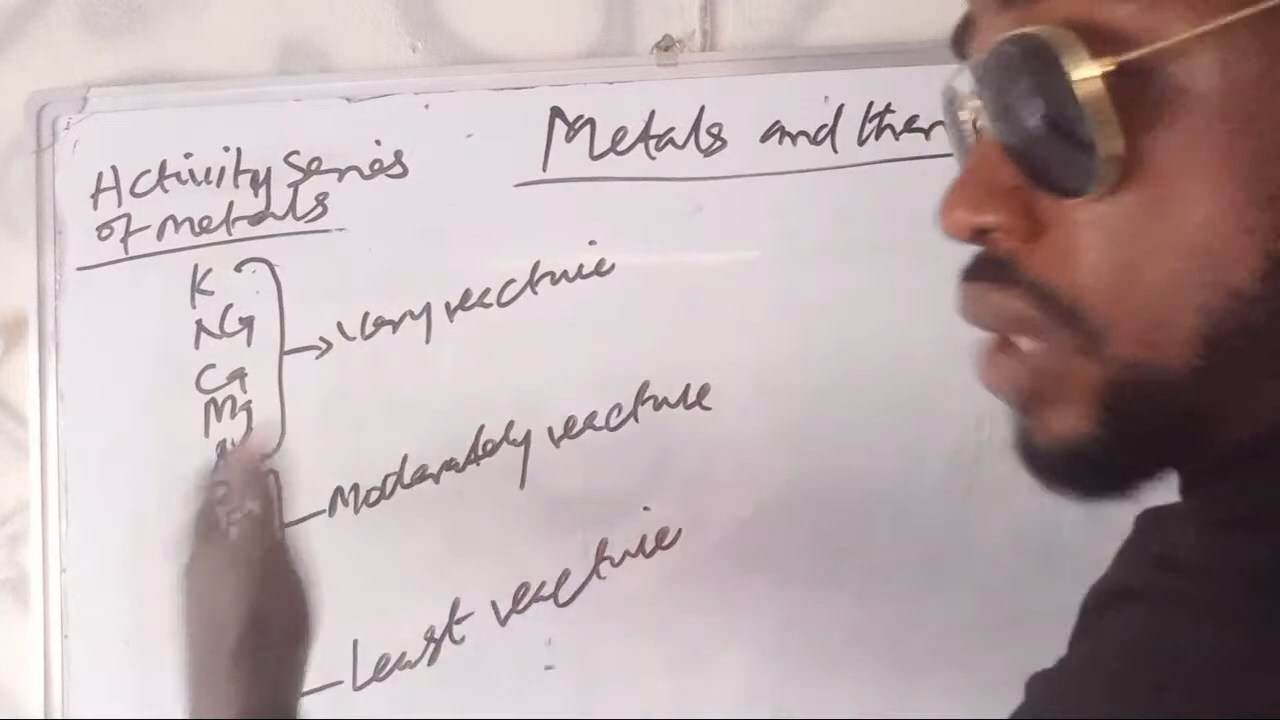 Metals and their
Activity Series
of metals
K
Na
Ca
Mg
Very reactive
Moderately reactive
Least reactive